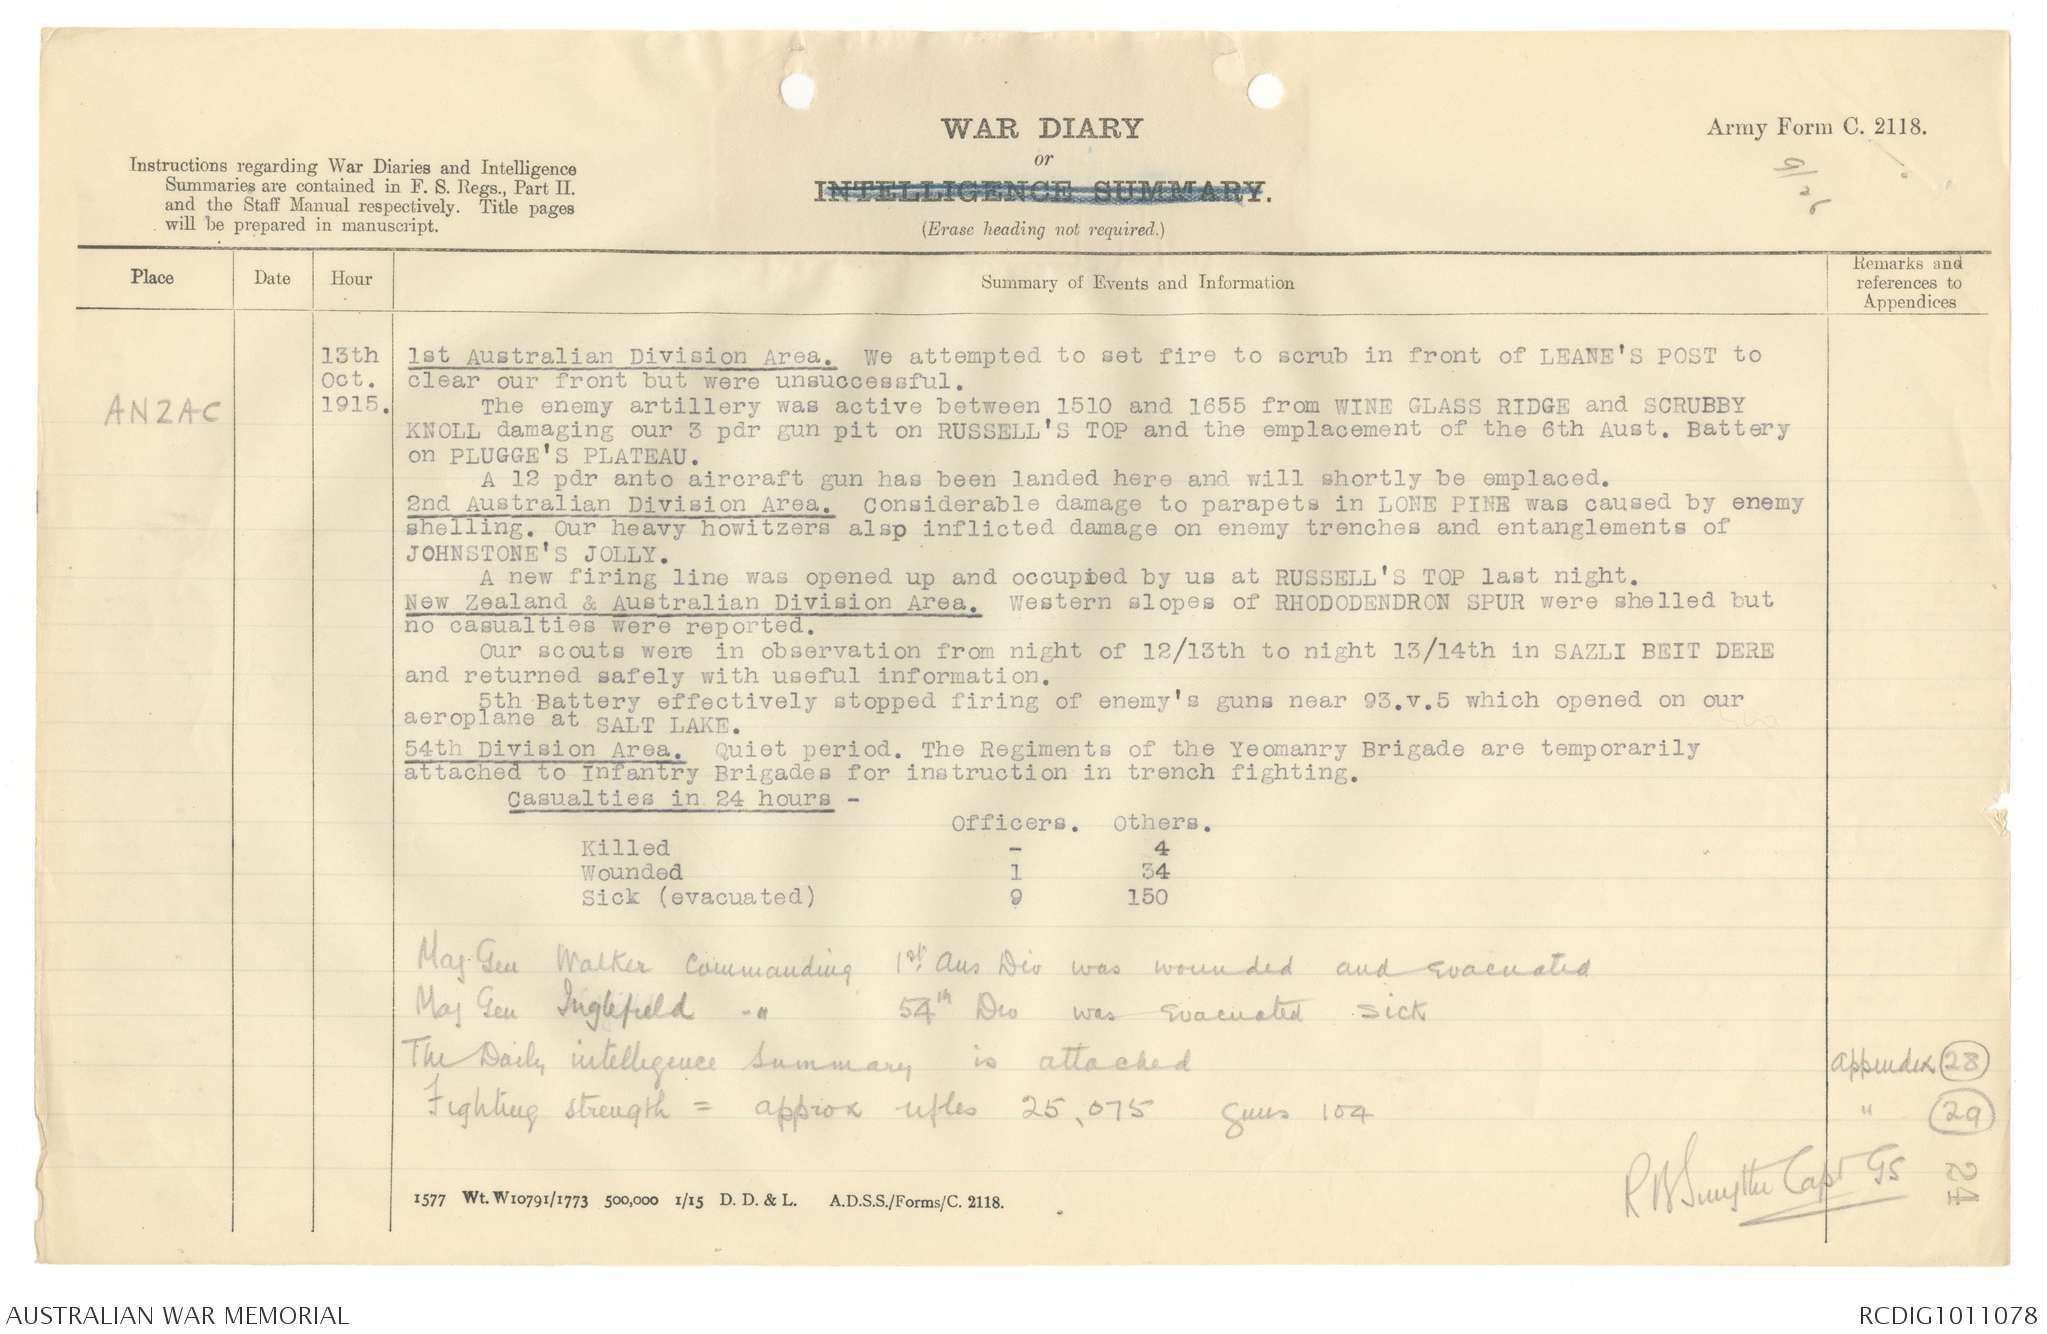 WAR DIARY
or
INTELLIGENCE SUMMARY.
(Erase heading not required.)
Army Form C. 2118.
Instructions regarding War Diaries and Intelligence
Summaries are contained in F. S. Regs., Part II.
and the Staff Manual respectively. Title pages
will be prepared in manuscript.
Place
Date
Hour
Summary of Events and Information
Remarks and
references to
Appendices
ANZAC
13th
Oct.
1915.
1st Australian Division Area. We attempted to set fire to scrub in front of LEANE'S POST to
clear our front but were unsuccessful.
The enemy artillery was active between 1510 and 1655 from WINE GLASS RIDGE and SCRUBBY
KNOLL damaging our 3 pdr gun pit on RUSSELL'S TOP and the emplacement of the 6th Aust. Battery
on PLUGGE'S PLATEAU.
A 12 pdr anto aircraft gun has been landed here and will shortly be emplaced.
2nd Australian Division Area. Considerable damage to parapets in LONE PINE was caused by enemy
shelling. Our heavy howitzers alsp inflicted damage on enemy trenches and entanglements of
JOHNSTONE'S JOLLY.
A new firing line was opened up and occupied by us at RUSSELL'S TOP last night.
New Zealand & Australian Division Area. Western slopes of RHODODENDRON SPUR were shelled but
no casualties were reported.
Our scouts were in observation from night of 12/13th to night 13/14th in SAZLI BEIT DERE
and returned safely with useful information.
5th Battery effectively stopped firing of enemy's guns near 93.v.5 which opened on our
aeroplane at SALT LAKE.
54th Division Area. Quiet period. The Regiments of the Yeomanry Brigade are temporarily
attached to Infantry Brigades for instruction in trench fighting.
Casualties in 24 hours -
Officers. Others.
Killed - 4
Wounded 1 34
Sick (evacuated) 9 150
Maj Gen Walker Commanding 1st Aus Div was wounded and evacuated
Maj Gen Inglefield -" 54th Div was evacuated sick
The Daily intelligence Summary is attached appendex 28
Fighting strength = approx rifles 25,075 guns 104 " 29
R B Smythe Capt GS
24
1577 Wt. W10791/1773 500,000 1/15 D. D. & L. A.D.S.S./Forms/C. 2118.
AUSTRALIAN WAR MEMORIAL
RCDIG1011078